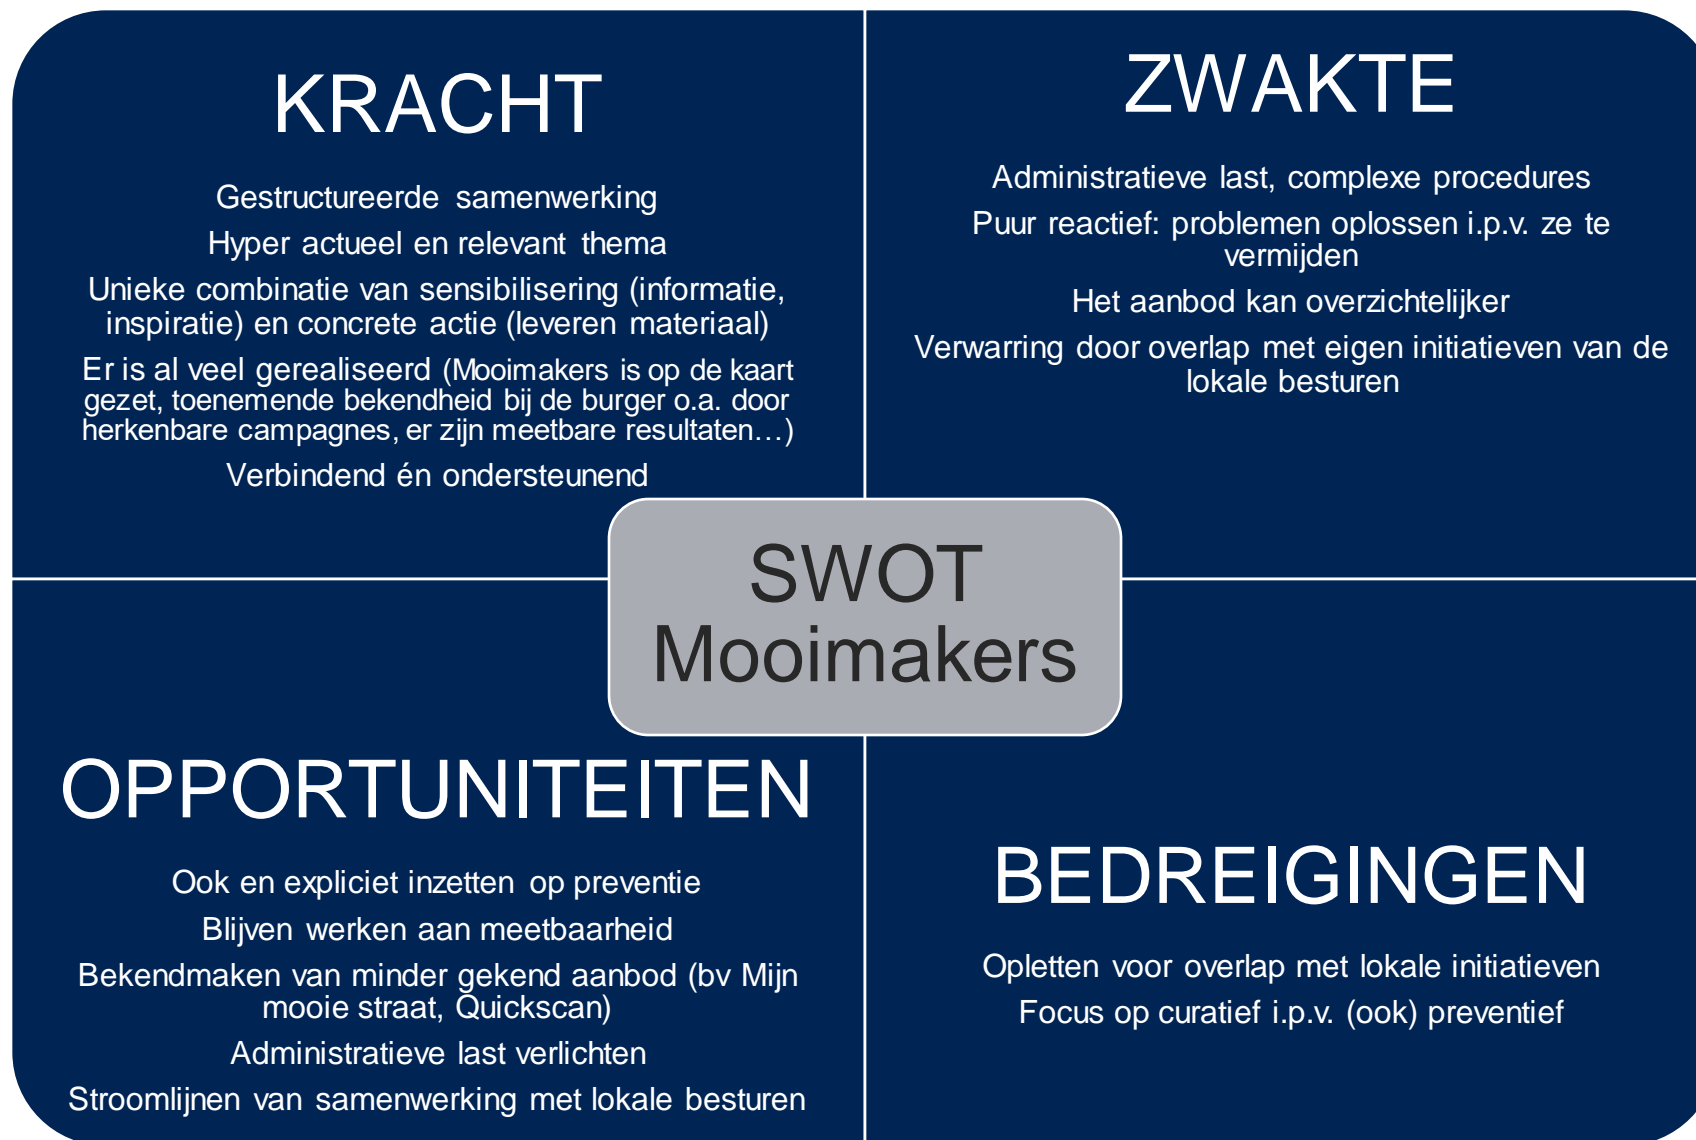 KRACHT
Gestructureerde samenwerking
Hyper actueel en relevant thema
Unieke combinatie van sensibilisering (informatie,
inspiratie) en concrete actie (leveren materiaal)
Er is al veel gerealiseerd (Mooimakers is op de kaart
gezet, toenemende bekendheid bij de burger o.a. door
herkenbare campagnes, er zijn meetbare resultaten…)
Verbindend én ondersteunend
ZWAKTE
Administratieve last, complexe procedures
Puur reactief: problemen oplossen i.p.v. ze te
vermijden
Het aanbod kan overzichtelijker
Verwarring door overlap met eigen initiatieven van de
lokale besturen
SWOT
Mooimakers
OPPORTUNITEITEN
Ook en expliciet inzetten op preventie
Blijven werken aan meetbaarheid
Bekendmaken van minder gekend aanbod (bv Mijn
mooie straat, Quickscan)
Administratieve last verlichten
Stroomlijnen van samenwerking met lokale besturen
BEDREIGINGEN
Opletten voor overlap met lokale initiatieven
Focus op curatief i.p.v. (ook) preventief